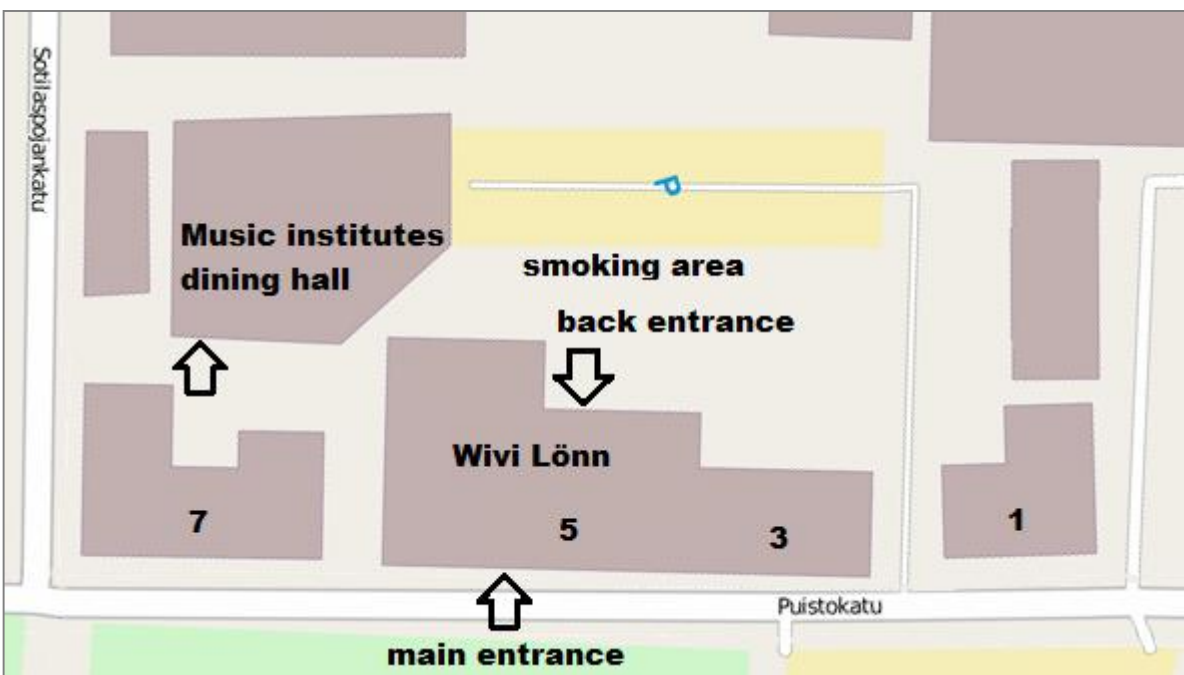 Sotilaspojankatu
P
Music institutes
dining hall
smoking area
back entrance
Wivi Lönn
7
5
3
1
Puistokatu
main entrance